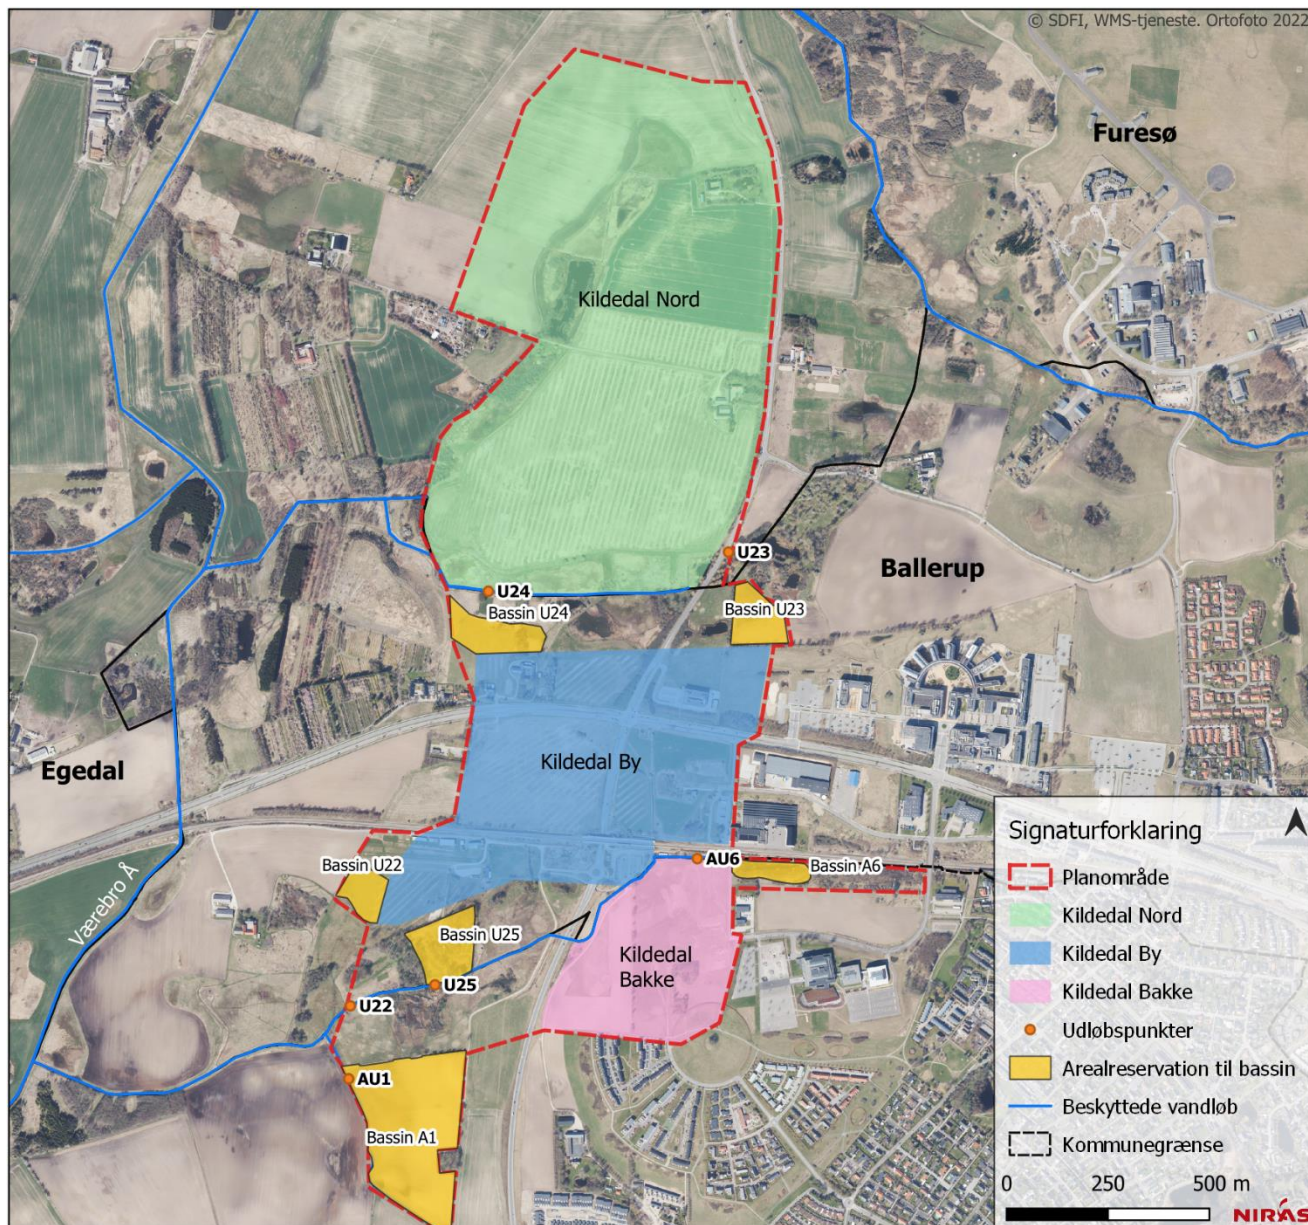 © SDFI, WMS-tjeneste. Ortofoto 2022
Furesø
Kildedal Nord
U23
Ballerup
U24
Bassin U24
Bassin U23
Egedal
Kildedal By
Værebro Å
Bassin U22
AU6
Bassin A6
Bassin U25
Kildedal
Bakke
U25
U22
AU1
Bassin A1
Signaturforklaring
Planområde
Kildedal Nord
Kildedal By
Kildedal Bakke
Udløbspunkter
Arealreservation til bassin
Beskyttede vandløb
Kommunegrænse
0 250 500 m
NIRAS